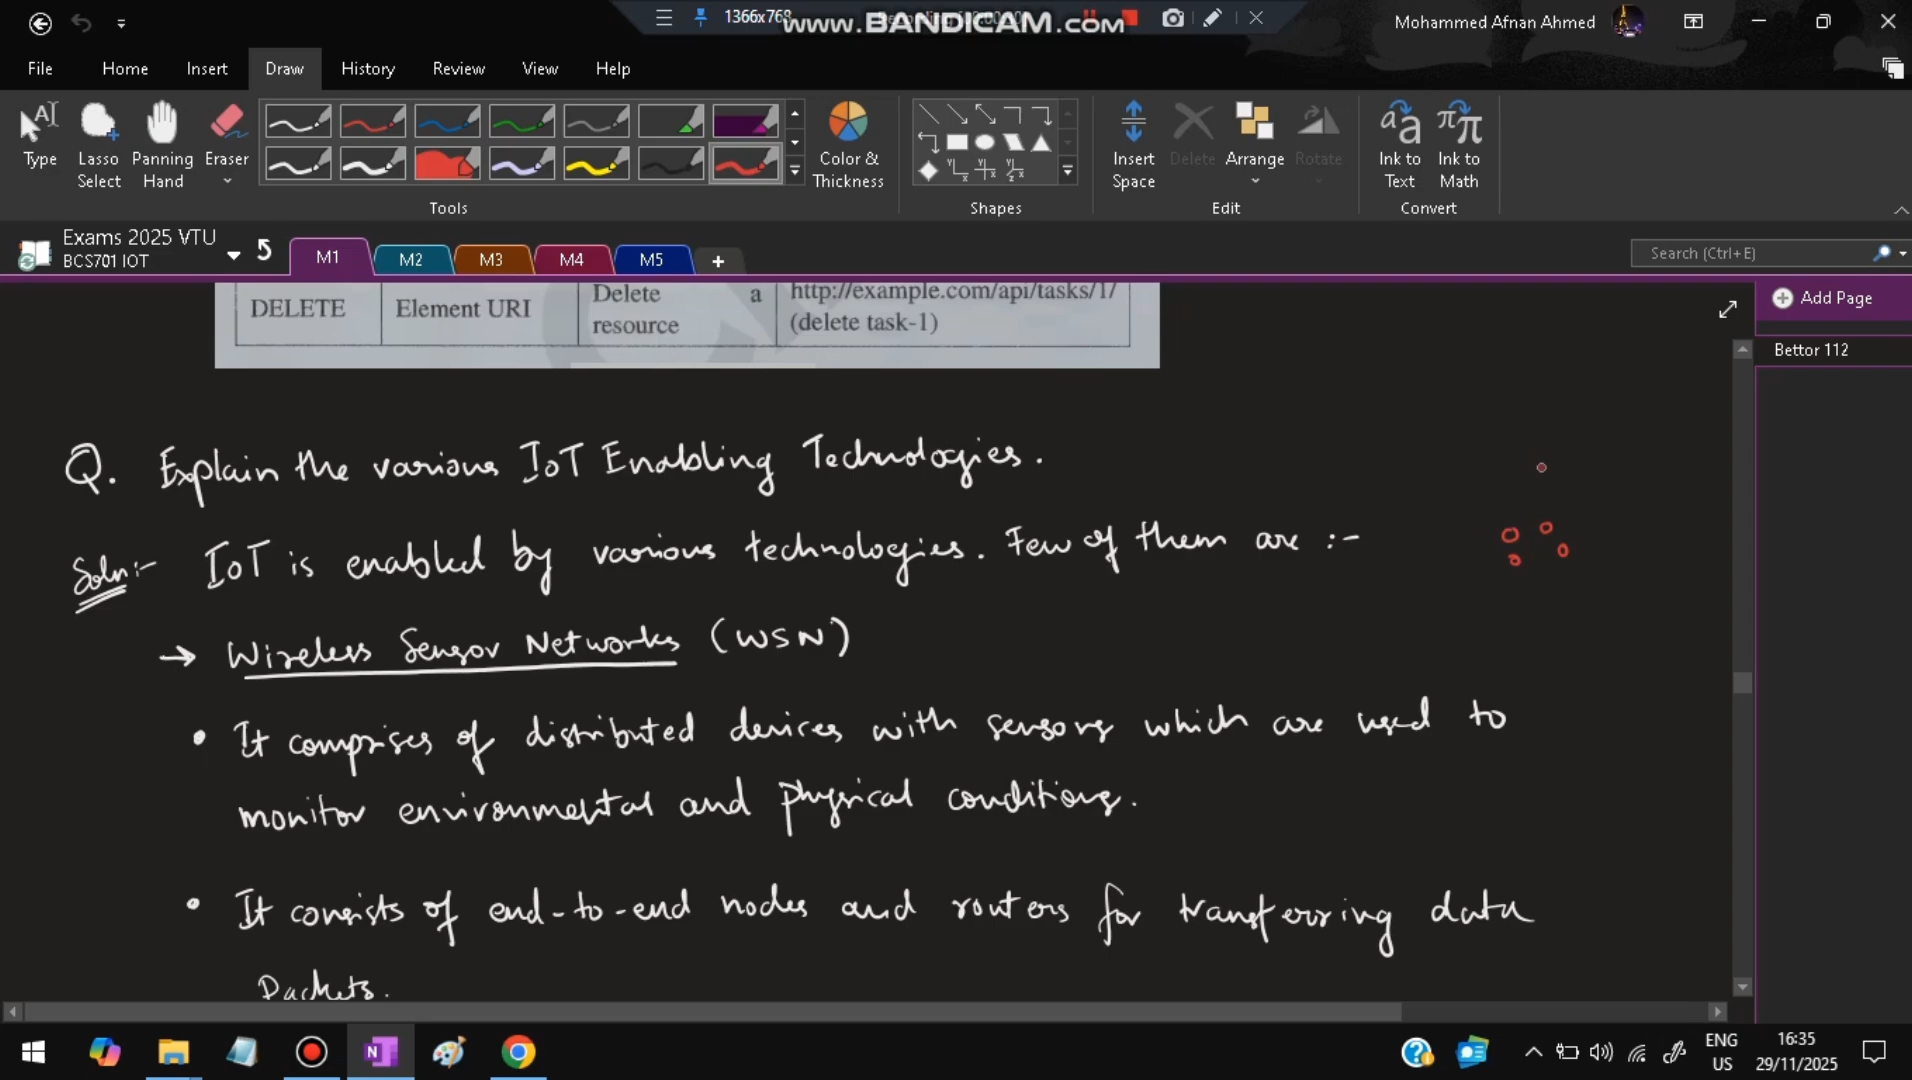 1366x768
www.BANDICAM.com
Mohammed Afnan Ahmed
File Home Insert Draw History Review View Help
Type
Lasso Select
Panning Hand
Eraser
Color & Thickness
Insert Space
Delete
Arrange
Rotate
Ink to Text
Ink to Math
Tools
Shapes
Edit
Convert
Exams 2025 VTU
BCS701 IOT
M1 M2 M3 M4 M5
Search (Ctrl+E)
Add Page
Bettor 112
DELETE
Element URI
Delete a
resource
http://example.com/api/tasks/1/
(delete task-1)
Q. Explain the various IoT Enabling Technologies.
Soln:- IoT is enabled by various technologies. Few of them are :-
→ Wireless Sensor Networks (WSN)
• It comprises of distributed devices with sensors which are used to
monitor environmental and physical conditions.
• It consists of end-to-end nodes and routers for transferring data
Packets.
ENG
US
16:35
29/11/2025